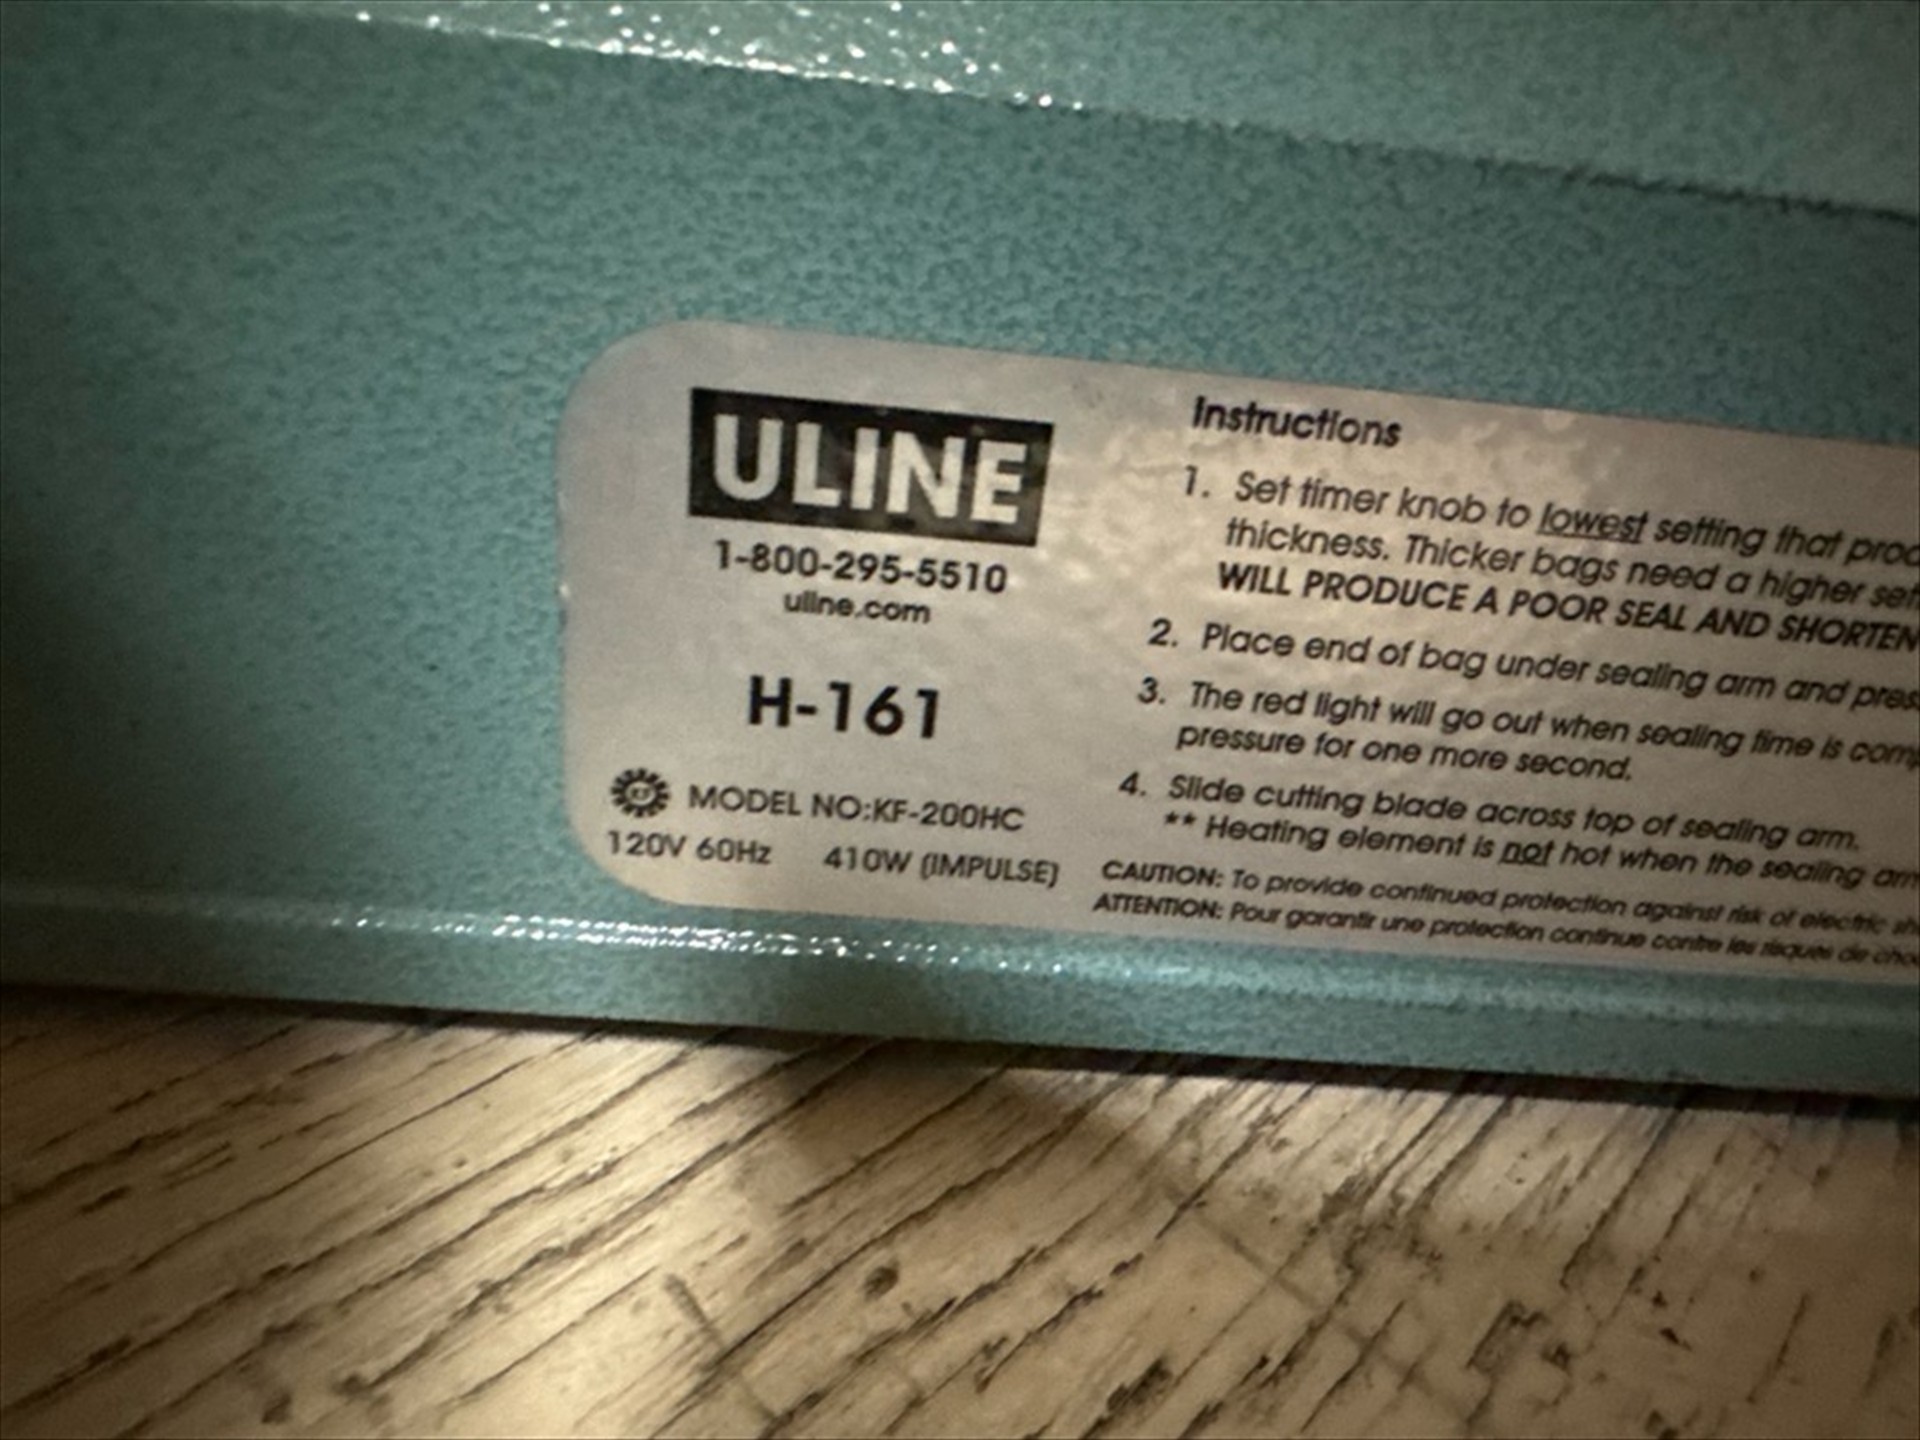 ULINE
1-800-295-5510
uline.com
H-161
MODEL NO:KF-200HC
120V 60Hz 410W (IMPULSE)
Instructions
1. Set timer knob to lowest setting that
thickness. Thicker bags need a higher
WILL PRODUCE A POOR SEAL AND SHORTEN
2. Place end of bag under sealing arm and
3. The red light will go out when sealing time is
pressure for one more second.
4. Slide cutting blade across top of sealing arm.
** Heating element is not hot when the sealing
CAUTION: To provide continued protection against risk of electric
ATTENTION: Pour garantir une protection continue contre les risques de